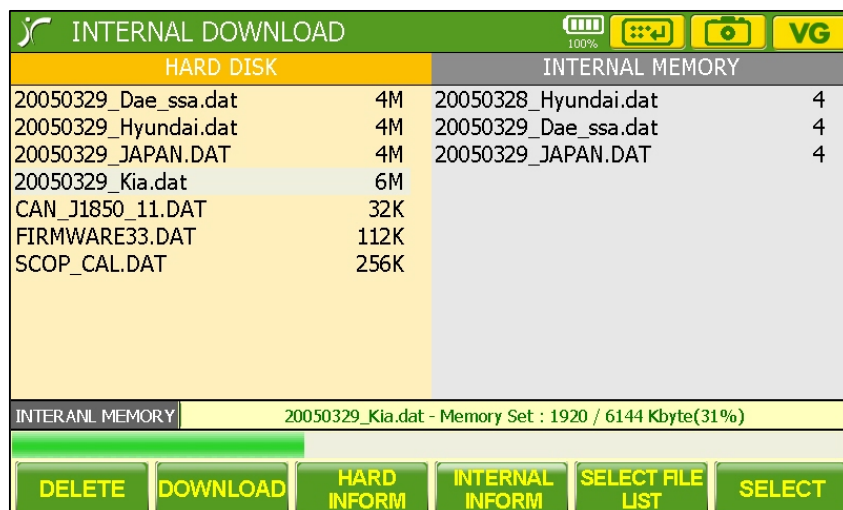 INTERNAL DOWNLOAD
100%
VG
HARD DISK
INTERNAL MEMORY
20050329_Dae_ssa.dat 4M
20050329_Hyundai.dat 4M
20050329_JAPAN.DAT 4M
20050329_Kia.dat 6M
CAN_J1850_11.DAT 32K
FIRMWARE33.DAT 112K
SCOP_CAL.DAT 256K
20050328_Hyundai.dat 4
20050329_Dae_ssa.dat 4
20050329_JAPAN.DAT 4
INTERANL MEMORY
20050329_Kia.dat - Memory Set : 1920 / 6144 Kbyte(31%)
DELETE
DOWNLOAD
HARD
INFORM
INTERNAL
INFORM
SELECT FILE
LIST
SELECT